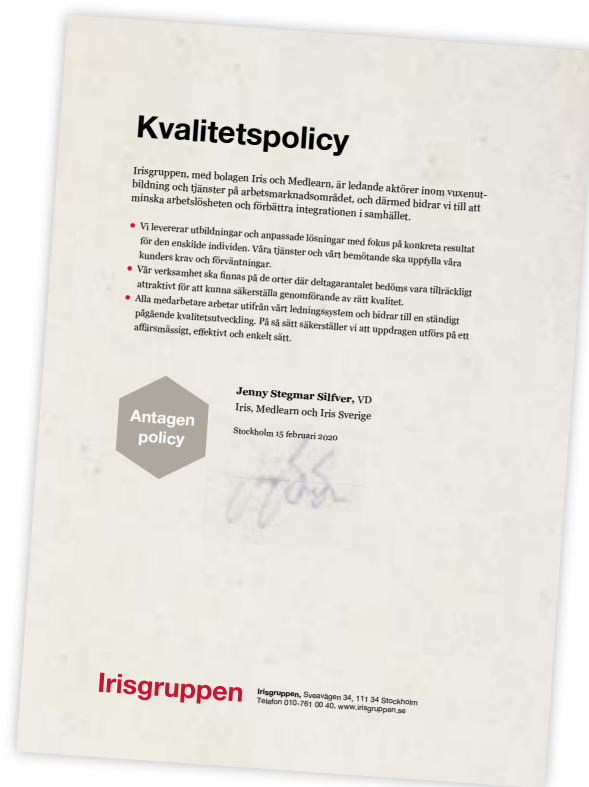 Kvalitetspolicy
Irisgruppen, med bolagen Iris och Medlearn, är ledande aktörer inom vuxenut-
bildning och tjänster på arbetsmarknadsområdet, och därmed bidrar vi till att
minska arbetslösheten och förbättra integrationen i samhället.
• Vi levererar utbildningar och anpassade lösningar med fokus på konkreta resultat
för den enskilde individen. Våra tjänster och vårt bemötande ska uppfylla våra
kunders krav och förväntningar.
• Vår verksamhet ska finnas på de orter där deltagarantalet bedöms vara tillräckligt
attraktivt för att kunna säkerställa genomförande av rätt kvalitet.
• Alla medarbetare arbetar utifrån vårt ledningssystem och bidrar till en ständigt
pågående kvalitetsutveckling. På så sätt säkerställer vi att uppdragen utförs på ett
affärsmässigt, effektivt och enkelt sätt.
Antagen
policy
Jenny Stegmar Silfver, VD
Iris, Medlearn och Iris Sverige
Stockholm 15 februari 2020
Irisgruppen
Irisgruppen, Sveavägen 34, 111 34 Stockholm
Telefon 010-761 00 40, www.irisgruppen.se